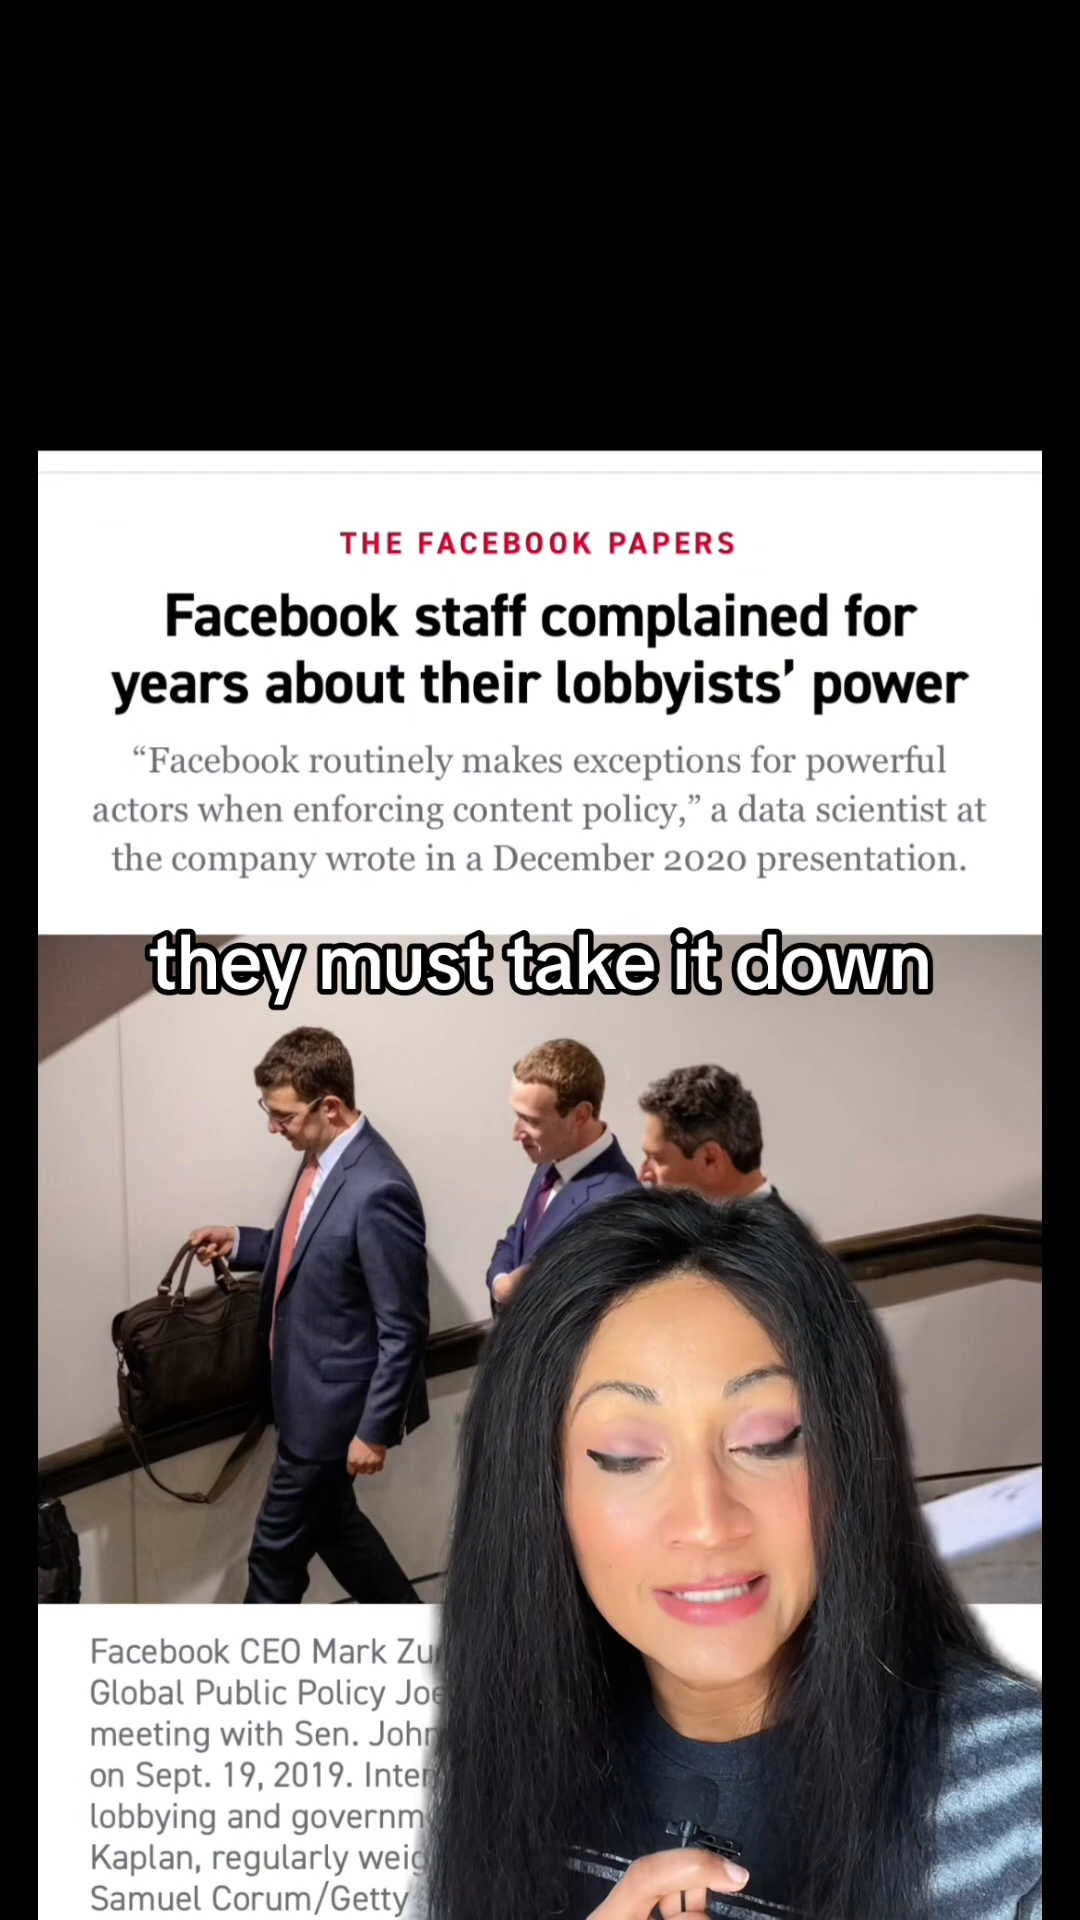 THE FACEBOOK PAPERS
Facebook staff complained for
years about their lobbyists’ power
“Facebook routinely makes exceptions for powerful
actors when enforcing content policy,” a data scientist at
the company wrote in a December 2020 presentation.
they must take it down
Facebook CEO Mark
Global Public Policy
meeting with Sen.
on Sept. 19, 2019.
lobbying and
Kaplan, regularly
Samuel Corum/Getty